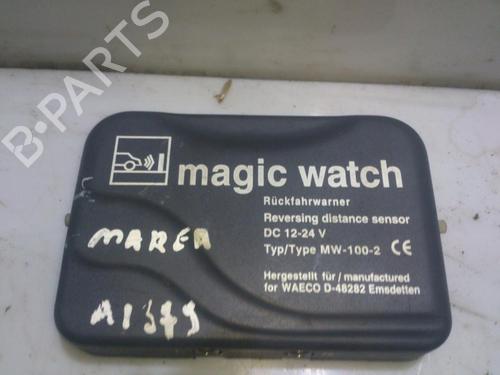 B-PARTS
magic watch
Rückfahrwarner
Reversing distance sensor
DC 12-24 V
Typ/Type MW-100-2 CE
Hergestellt für / manufactured
for WAECO D-48282 Emsdetten
MAREA
A1379